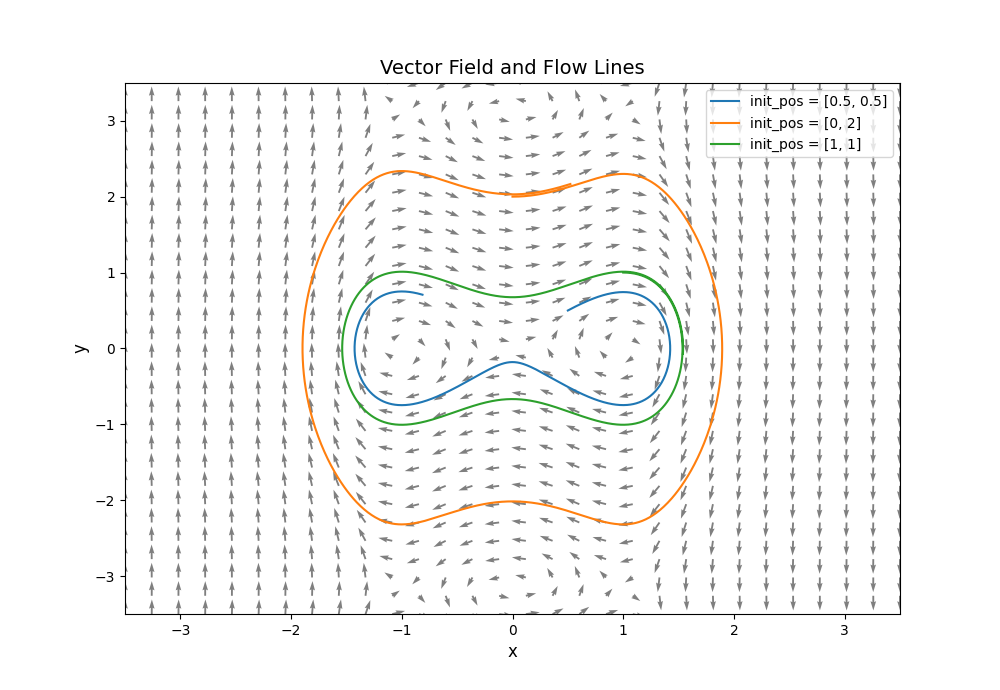 Vector Field and Flow Lines
init_pos = [0.5, 0.5]
init_pos = [0, 2]
init_pos = [1, 1]
3
2
1
0
−1
−2
−3
y
−3 −2 −1 0 1 2 3
x